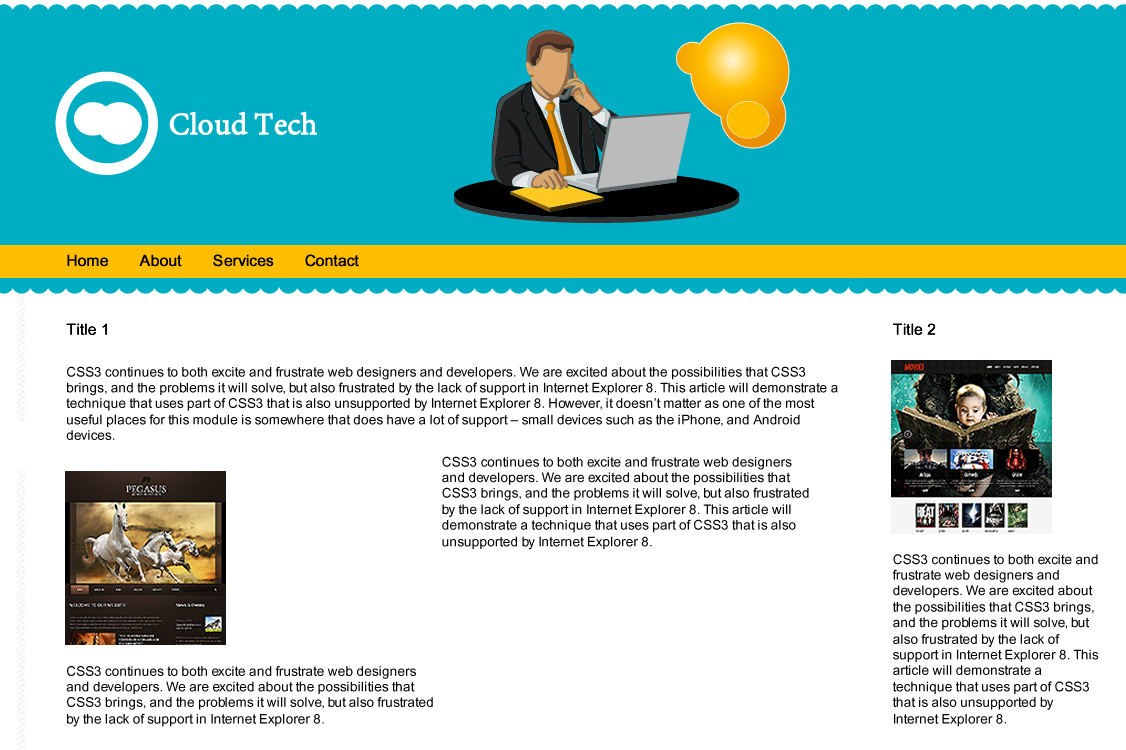 Cloud Tech
Home About Services Contact
Title 1
CSS3 continues to both excite and frustrate web designers and developers. We are excited about the possibilities that CSS3
brings, and the problems it will solve, but also frustrated by the lack of support in Internet Explorer 8. This article will demonstrate a
technique that uses part of CSS3 that is also unsupported by Internet Explorer 8. However, it doesn’t matter as one of the most
useful places for this module is somewhere that does have a lot of support – small devices such as the iPhone, and Android
devices.
PEGASUS
WELCOME TO OUR WEBSITE!
News & Events
CSS3 continues to both excite and frustrate web designers
and developers. We are excited about the possibilities that
CSS3 brings, and the problems it will solve, but also frustrated
by the lack of support in Internet Explorer 8.
CSS3 continues to both excite and frustrate web designers
and developers. We are excited about the possibilities that
CSS3 brings, and the problems it will solve, but also frustrated
by the lack of support in Internet Explorer 8. This article will
demonstrate a technique that uses part of CSS3 that is also
unsupported by Internet Explorer 8.
Title 2
MOVIES
HEAT
CSS3 continues to both excite and
frustrate web designers and
developers. We are excited about
the possibilities that CSS3 brings,
and the problems it will solve, but
also frustrated by the lack of
support in Internet Explorer 8. This
article will demonstrate a
technique that uses part of CSS3
that is also unsupported by
Internet Explorer 8.